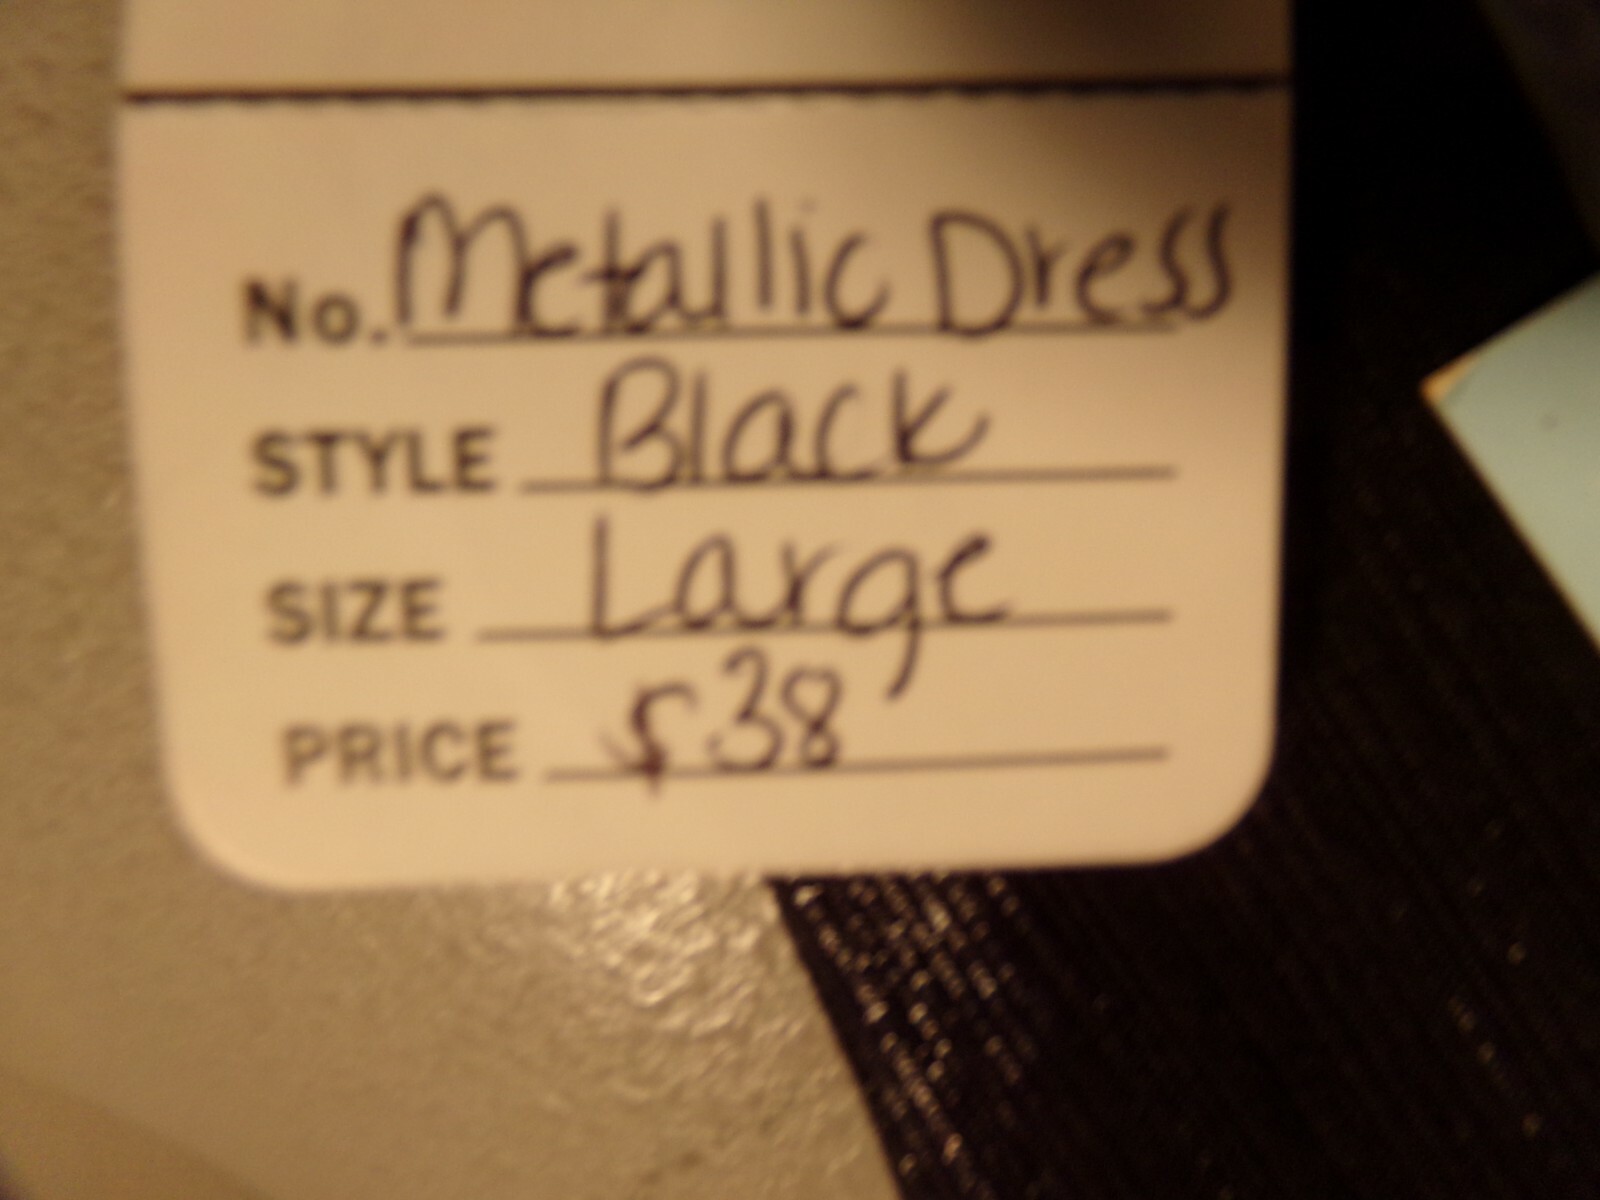 No. Metallic Dress
STYLE Black
SIZE Large
PRICE $38